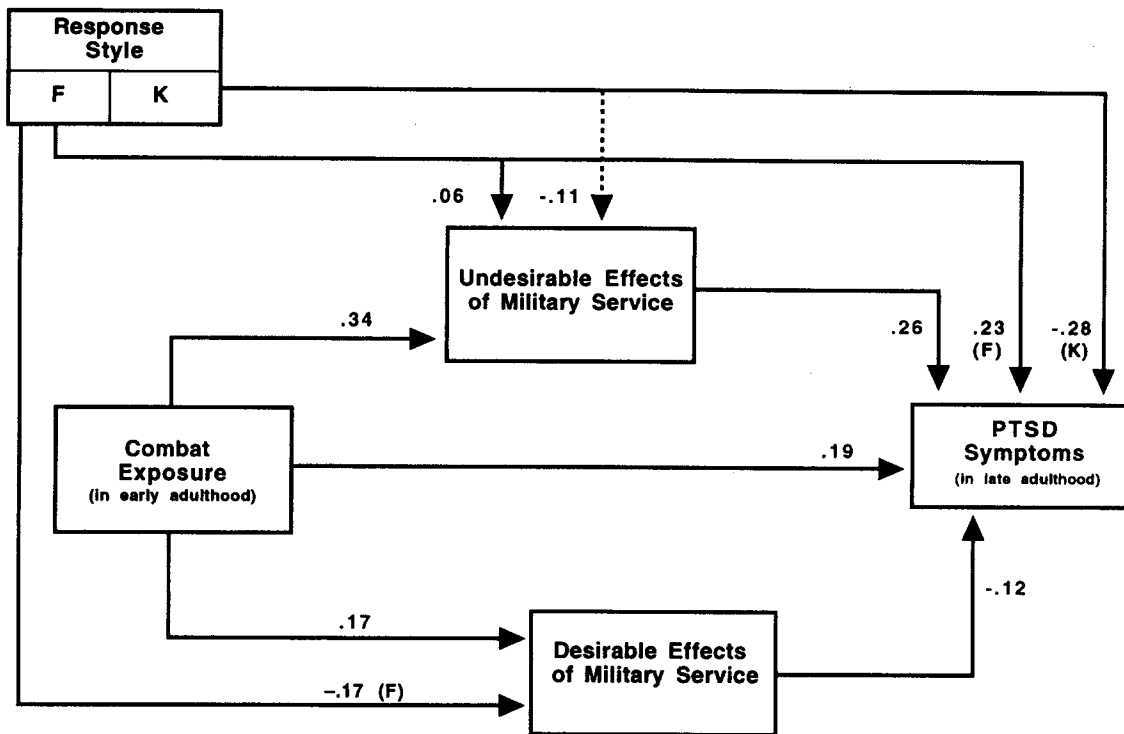 Response
Style
F K
.06 -.11
Undesirable Effects
of Military Service
.34
.26 .23 -.28
(F) (K)
Combat
Exposure
(in early adulthood)
.19
PTSD
Symptoms
(in late adulthood)
-.12
.17
Desirable Effects
of Military Service
-.17 (F)